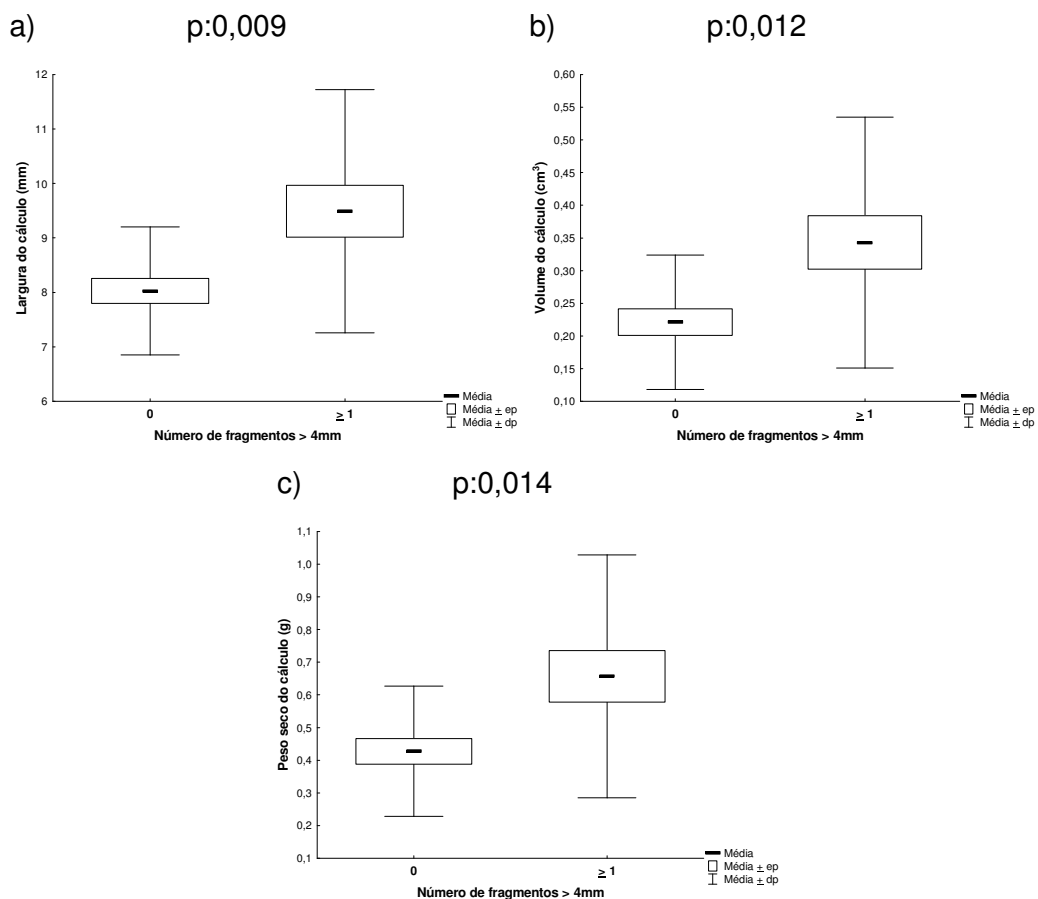 a) p:0,009
12
11
10
9
8
7
6
Largura do cálculo (mm)
0 ≥ 1
Número de fragmentos > 4mm
Média
Média ± ep
Média ± dp
b) p:0,012
0,60
0,55
0,50
0,45
0,40
0,35
0,30
0,25
0,20
0,15
0,10
Volume do cálculo (cm³)
0 ≥ 1
Número de fragmentos > 4mm
Média
Média ± ep
Média ± dp
c) p:0,014
1,1
1,0
0,9
0,8
0,7
0,6
0,5
0,4
0,3
0,2
0,1
Peso seco do cálculo (g)
0 ≥ 1
Número de fragmentos > 4mm
Média
Média ± ep
Média ± dp